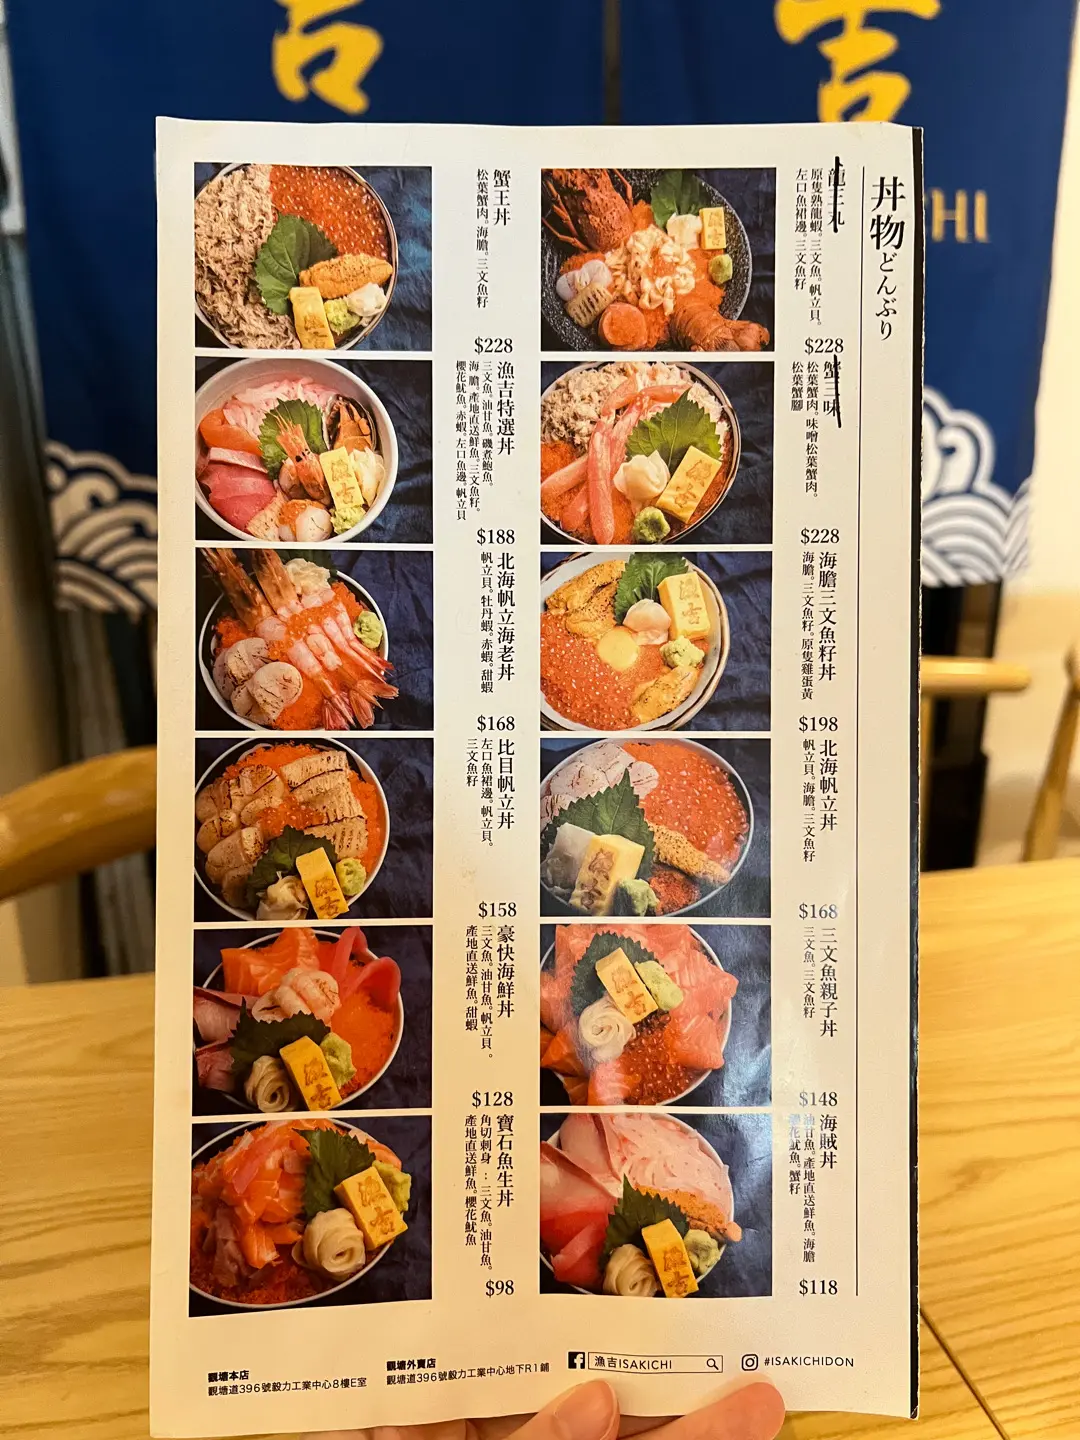 吉
吉
CHI
丼物どんぶり
龍王丼
原隻熟龍蝦。三文魚。帆立貝。
左口魚裙邊。三文魚籽
$228
蟹三味
松葉蟹肉。味噌松葉蟹肉。
松葉蟹腳
$228
海膽三文魚籽丼
海膽。三文魚籽。原隻雞蛋黃
$198
北海帆立丼
帆立貝。海膽。三文魚籽
$168
三文魚親子丼
三文魚。三文魚籽
$148
海賊丼
油甘魚。產地直送鮮魚。海膽
櫻花魷魚。蟹籽
$118
蟹王丼
松葉蟹肉。海膽。三文魚籽
$228
漁吉特選丼
三文魚。油甘魚。磯煮鮑魚。
海膽。產地直送鮮魚。三文魚籽。
櫻花魷魚。赤蝦。左口魚邊。帆立貝
$188
北海帆立海老丼
帆立貝。牡丹蝦。赤蝦。甜蝦
$168
比目帆立丼
左口魚裙邊。帆立貝。
三文魚籽
$158
豪快海鮮丼
三文魚。油甘魚。帆立貝。
產地直送鮮魚。甜蝦
$128
寶石魚生丼
角切刺身：三文魚。油甘魚。
產地直送鮮魚。櫻花魷魚
$98
觀塘本店
觀塘道396號毅力工業中心8樓E室
觀塘外賣店
觀塘道396號毅力工業中心地下R1鋪
漁吉ISAKICHI
#ISAKICHIDON